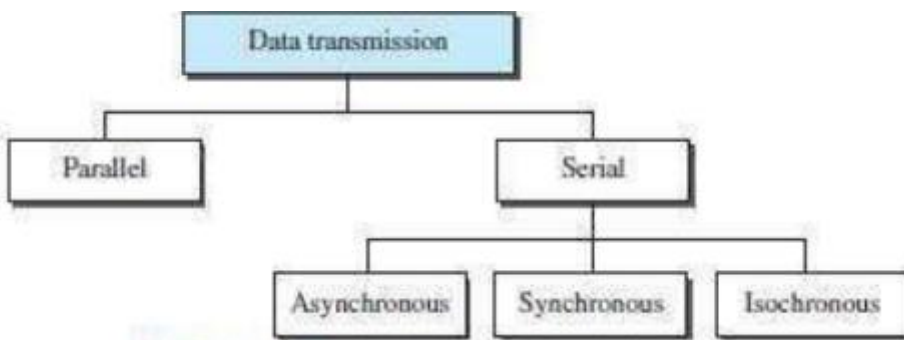 Data transmission
Parallel
Serial
Asynchronous
Synchronous
Isochronous